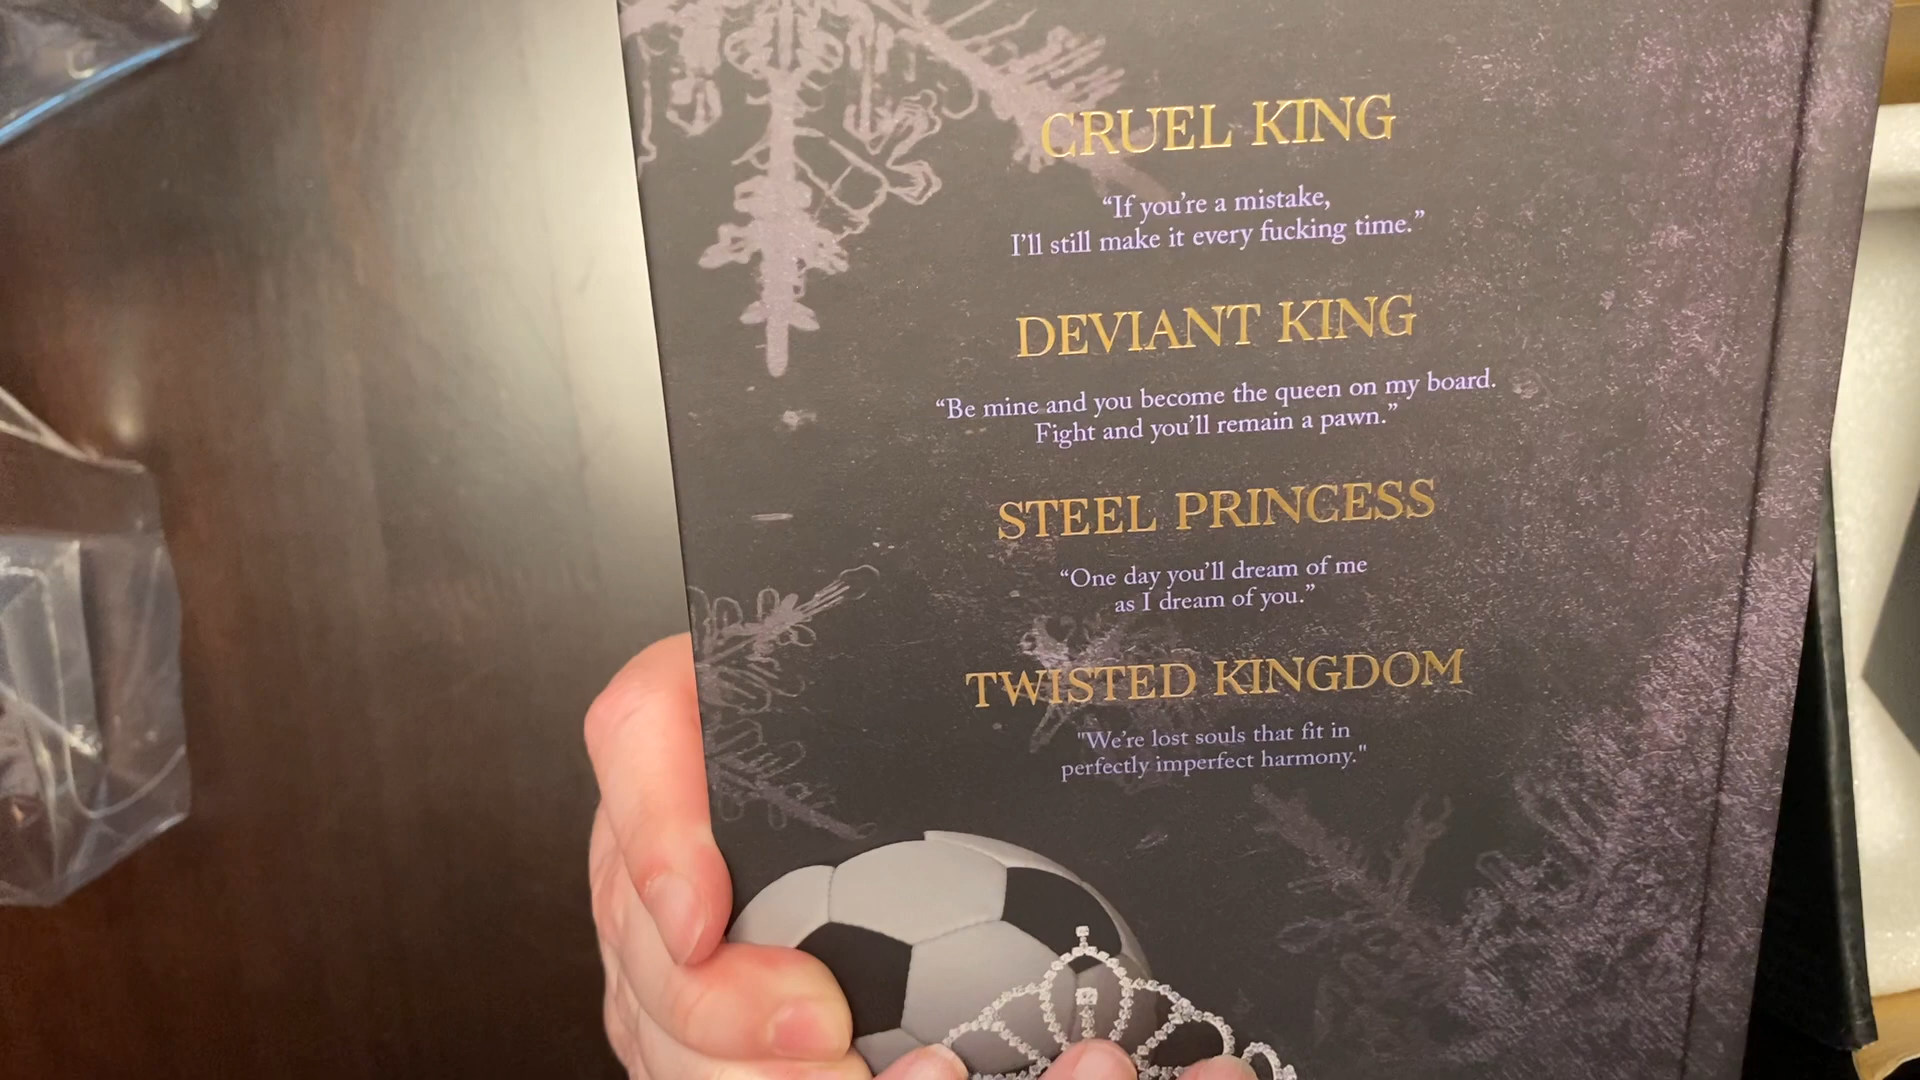 CRUEL KING
“If you’re a mistake,
I’ll still make it every fucking time.”
DEVIANT KING
“Be mine and you become the queen on my board.
Fight and you’ll remain a pawn.”
STEEL PRINCESS
“One day you’ll dream of me
as I dream of you.”
TWISTED KINGDOM
"We’re lost souls that fit in
perfectly imperfect harmony."